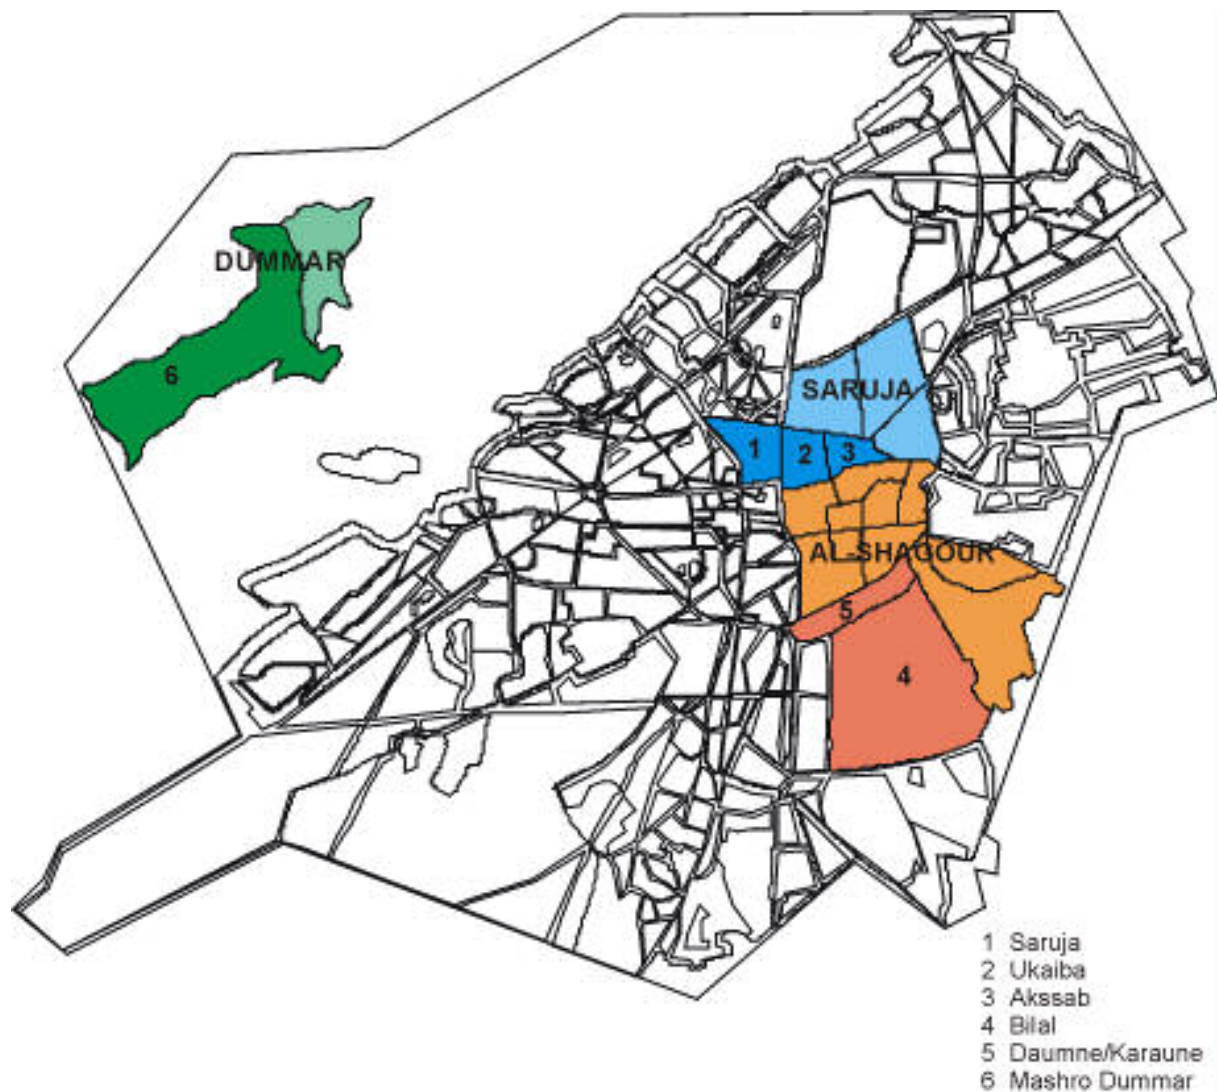 DUMMAR
6
SARUJA
1 2 3
AL-SHAGOUR
5
4
1 Saruja
2 Ukaiba
3 Akssab
4 Bilal
5 Daumne/Karaune
6 Mashro Dummar